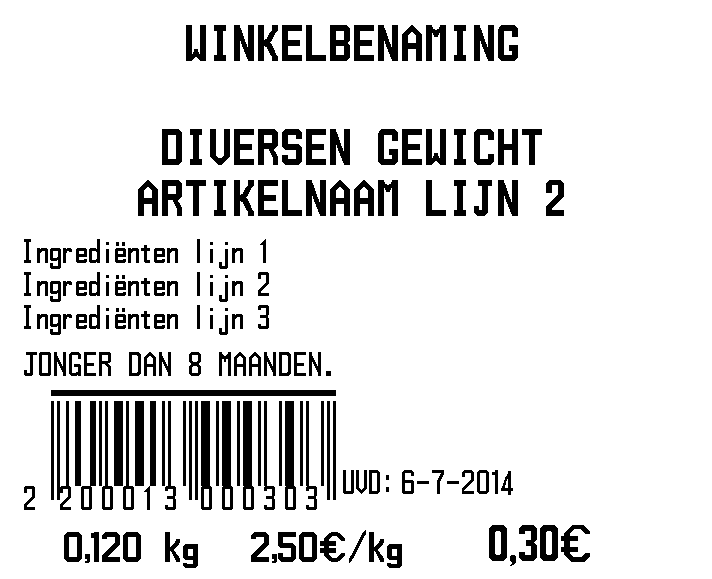 WINKELBENAMING
DIVERSEN GEWICHT
ARTIKELNAAM LIJN 2
Ingrediënten lijn 1
Ingrediënten lijn 2
Ingrediënten lijn 3
JONGER DAN 8 MAANDEN.
2 200013 000303 UVD: 6-7-2014
0,120 kg 2,50€/kg 0,30€